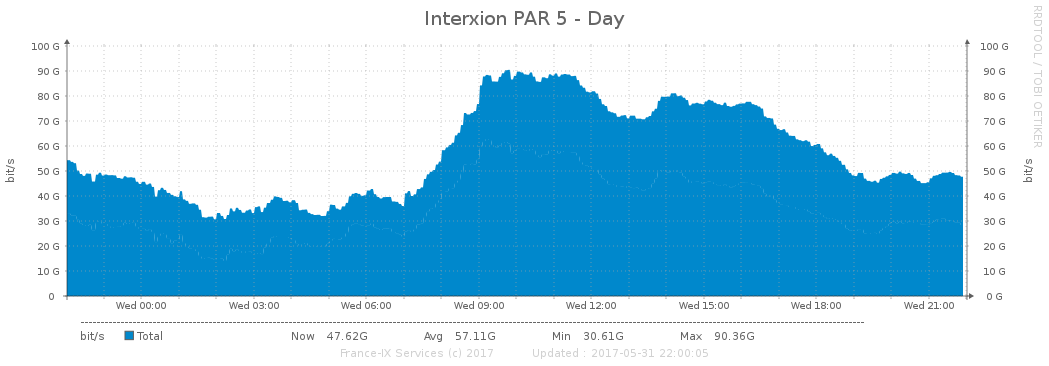 Interxion PAR 5 - Day
RRDTOOL / TOBI OETIKER
bit/s
bit/s
100 G 100 G
90 G 90 G
80 G 80 G
70 G 70 G
60 G 60 G
50 G 50 G
40 G 40 G
30 G 30 G
20 G 20 G
10 G 10 G
0 0 G
Wed 00:00 Wed 03:00 Wed 06:00 Wed 09:00 Wed 12:00 Wed 15:00 Wed 18:00 Wed 21:00
bit/s Total Now 47.62G Avg 57.11G Min 30.61G Max 90.36G
France-IX Services (c) 2017 Updated : 2017-05-31 22:00:05